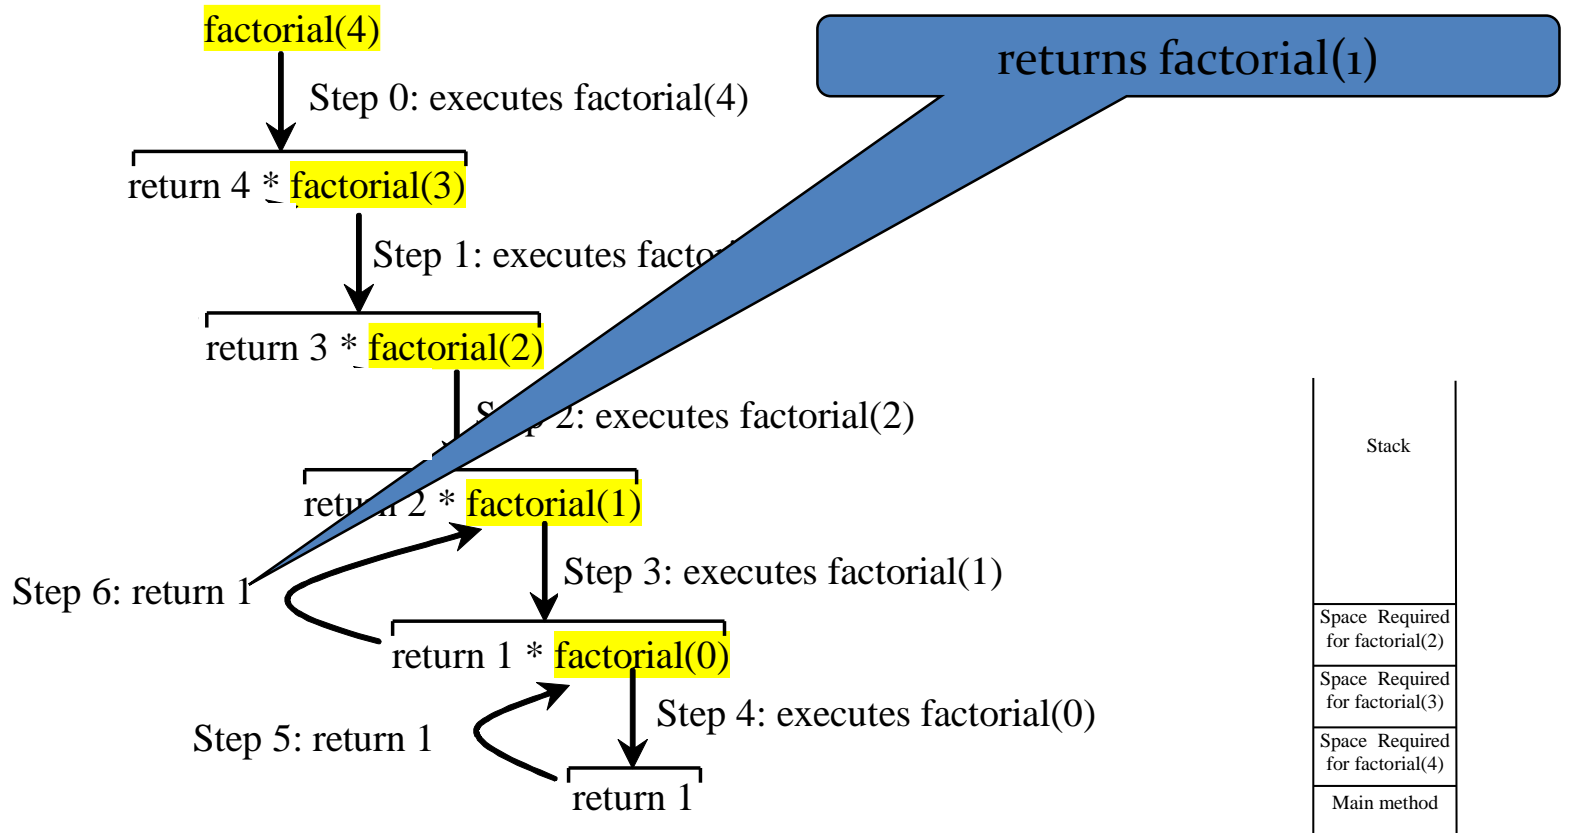 factorial(4)
returns factorial(1)
Step 0: executes factorial(4)
return 4 * factorial(3)
Step 1: executes
return 3 * factorial(2)
2: executes factorial(2)
return 2 * factorial(1)
Step 3: executes factorial(1)
Step 6: return 1
return 1 * factorial(0)
Step 4: executes factorial(0)
Step 5: return 1
return 1
Stack
Space Required
for factorial(2)
Space Required
for factorial(3)
Space Required
for factorial(4)
Main method